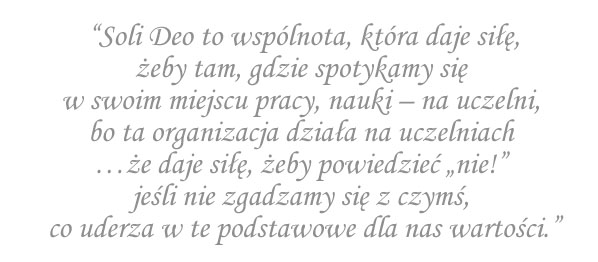 “Soli Deo to wspólnota, która daje siłę,
żeby tam, gdzie spotykamy się
w swoim miejscu pracy, nauki – na uczelni,
bo ta organizacja działa na uczelniach
…że daje siłę, żeby powiedzieć „nie!”
jeśli nie zgadzamy się z czymś,
co uderza w te podstawowe dla nas wartości.”